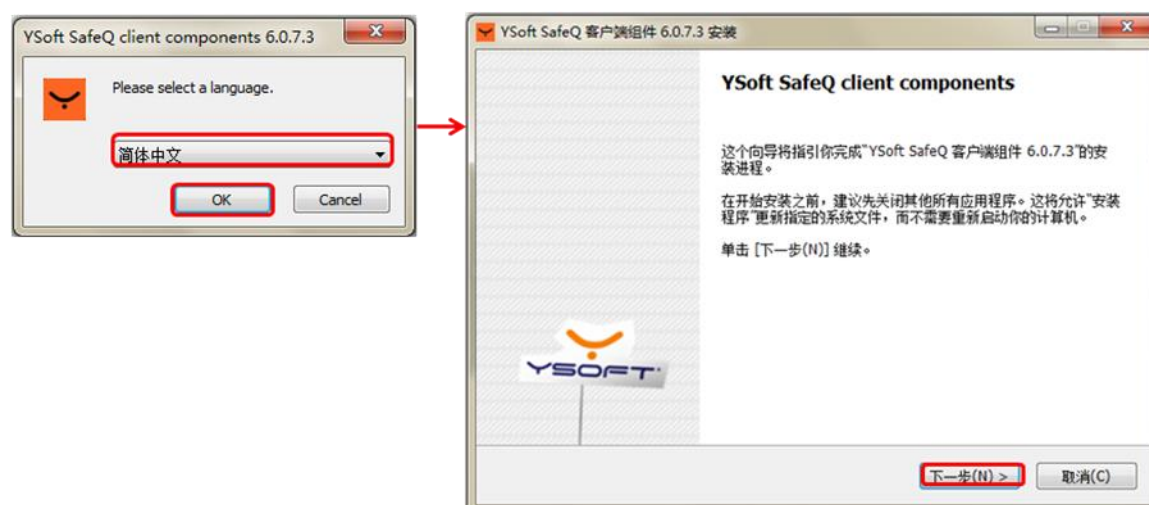 YSoft SafeQ client components 6.0.7.3
Please select a language.
简体中文
OK
Cancel
YSoft SafeQ 客户端组件 6.0.7.3 安装
YSoft SafeQ client components
这个向导将指引你完成"YSoft SafeQ 客户端组件 6.0.7.3"的安
装进程。
在开始安装之前，建议先关闭其他所有应用程序。这将允许"安装
程序"更新指定的系统文件，而不需要重新启动你的计算机。
单击 [下一步(N)] 继续。
YSOFT
下一步(N) >
取消(C)